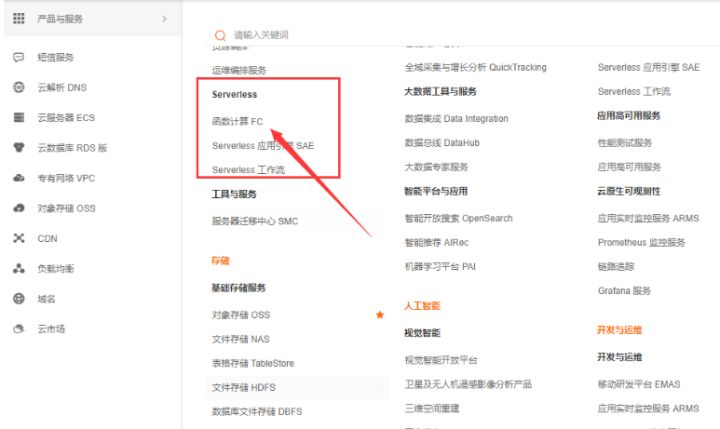 产品与服务
短信服务
云解析 DNS
云服务器 ECS
云数据库 RDS 版
专有网络 VPC
对象存储 OSS
CDN
负载均衡
域名
云市场
请输入关键词
资源编排
运维编排服务
Serverless
函数计算 FC
Serverless 应用引擎 SAE
Serverless 工作流
工具与服务
服务器迁移中心 SMC
存储
基础存储服务
对象存储 OSS
文件存储 NAS
表格存储 TableStore
文件存储 HDFS
数据库文件存储 DBFS
全域采集与增长分析 QuickTracking
大数据工具与服务
数据集成 Data Integration
数据总线 DataHub
大数据专家服务
智能平台与应用
智能开放搜索 OpenSearch
智能推荐 AIRec
机器学习平台 PAI
人工智能
视觉智能
视觉智能开放平台
卫星及无人机遥感影像分析产品
三维空间重建
Serverless 应用引擎 SAE
Serverless 工作流
应用高可用服务
性能测试服务
应用高可用服务
云原生可观测性
应用实时监控服务 ARMS
Prometheus 监控服务
链路追踪
Grafana 服务
开发与运维
开发与运维
移动研发平台 EMAS
应用实时监控服务 ARMS